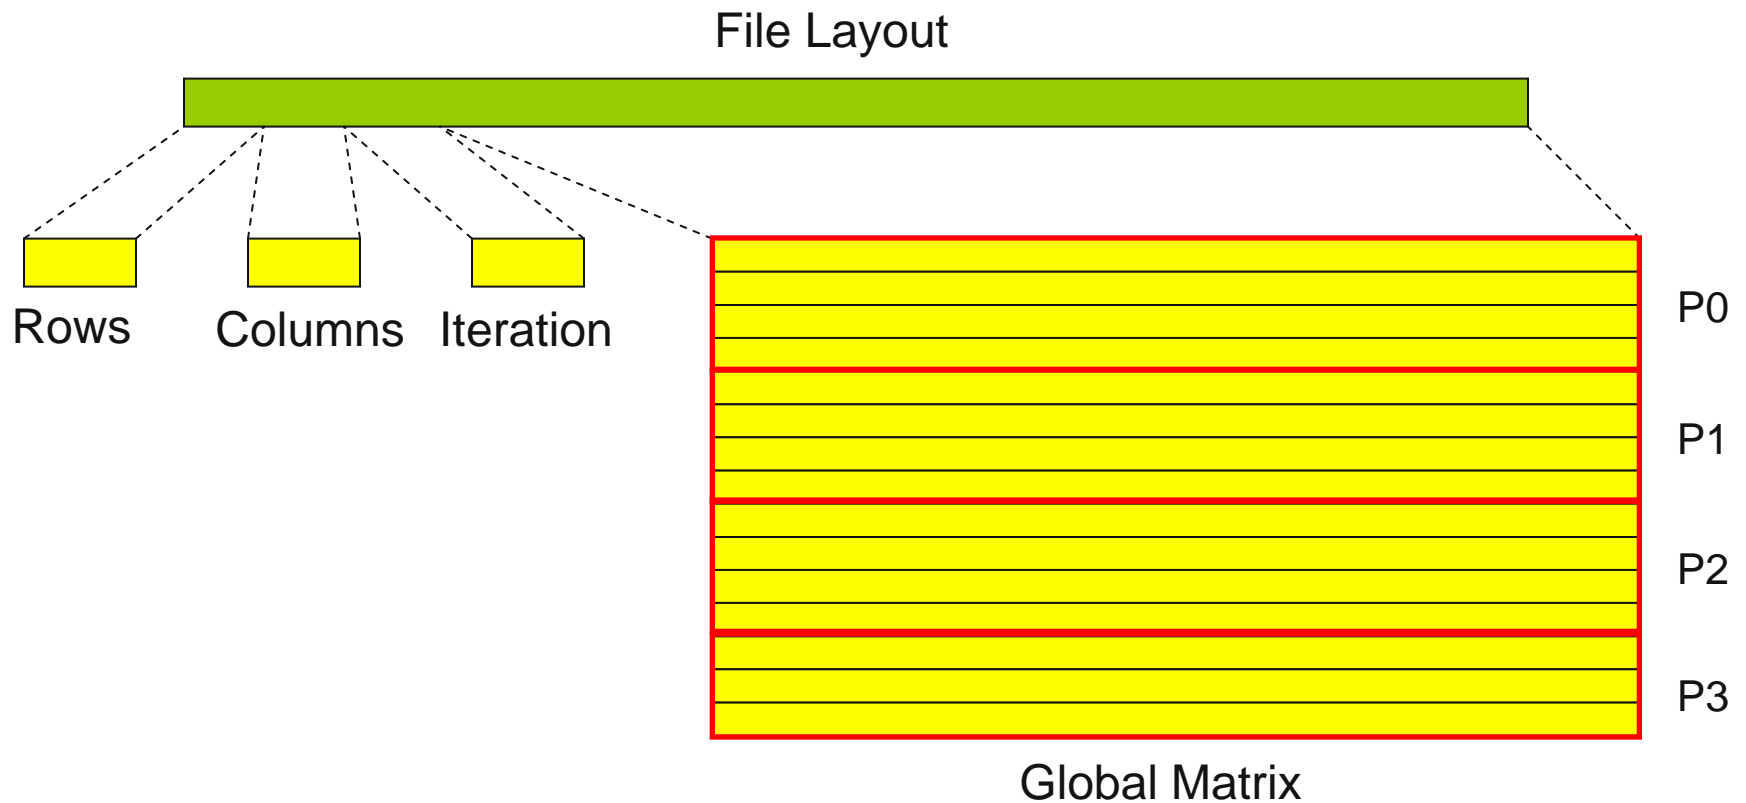 File Layout
Rows
Columns
Iteration
P0
P1
P2
P3
Global Matrix